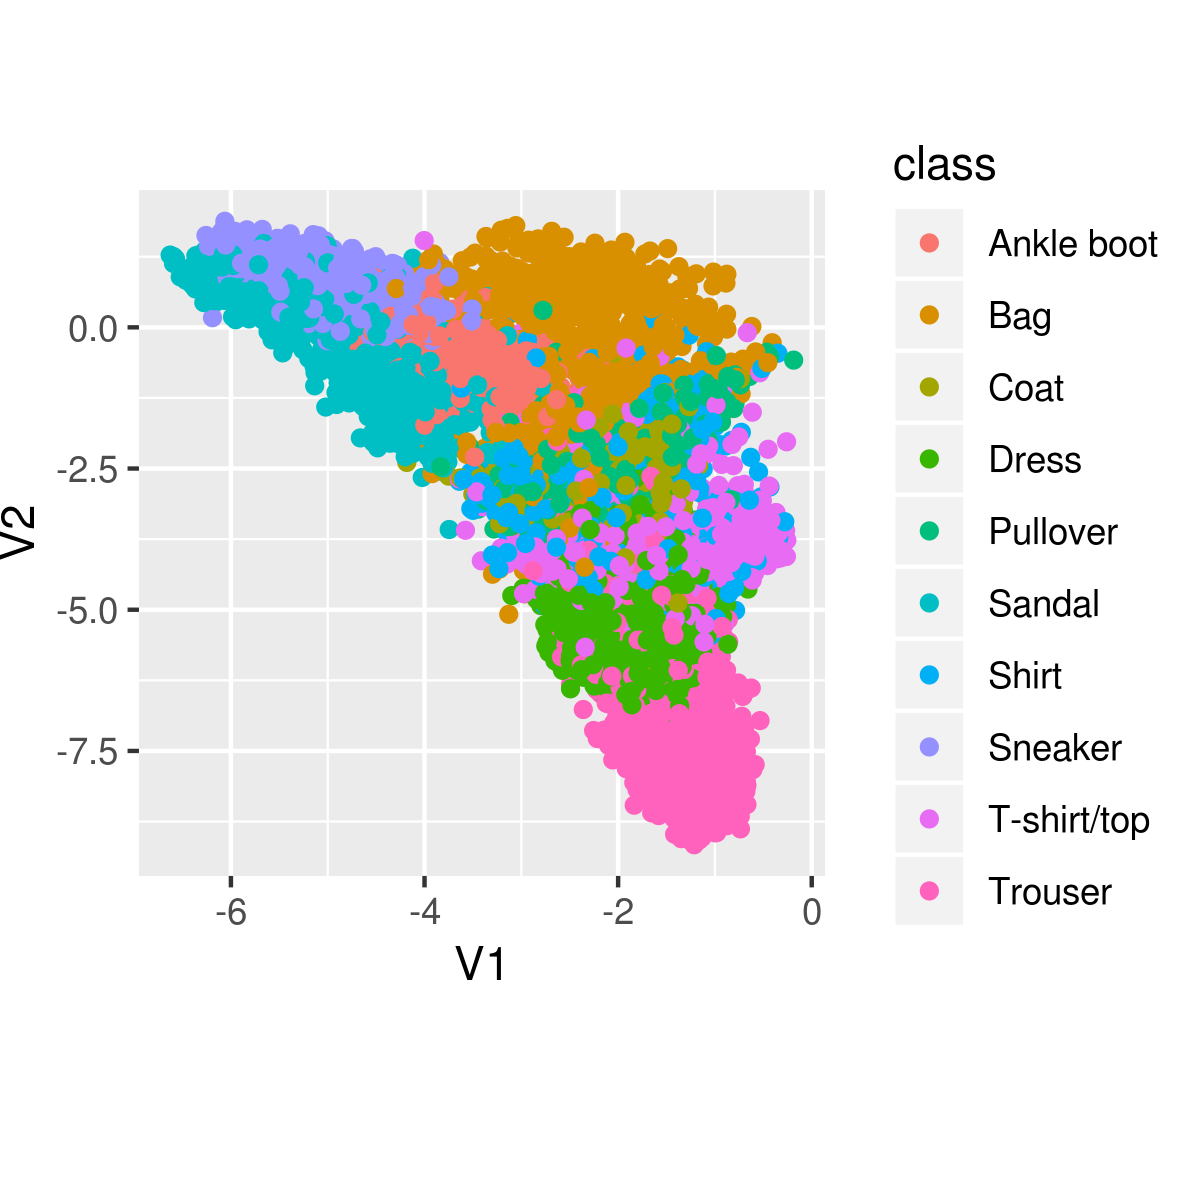 class
Ankle boot
Bag
Coat
Dress
Pullover
Sandal
Shirt
Sneaker
T-shirt/top
Trouser
0.0
-2.5
-5.0
-7.5
V2
-6
-4
-2
0
V1